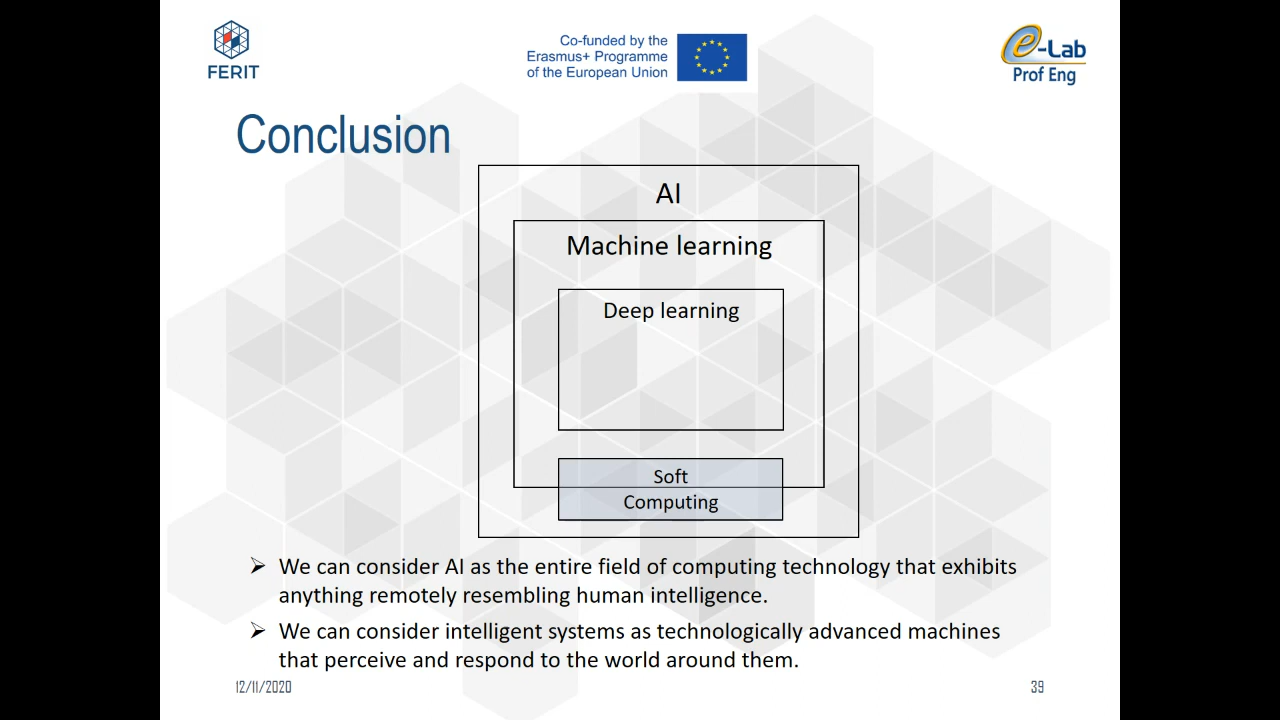 FERIT
Co-funded by the
Erasmus+ Programme
of the European Union
e-Lab
Prof Eng
Conclusion
AI
Machine learning
Deep learning
Soft
Computing
➢ We can consider AI as the entire field of computing technology that exhibits
anything remotely resembling human intelligence.
➢ We can consider intelligent systems as technologically advanced machines
that perceive and respond to the world around them.
12/11/2020
39